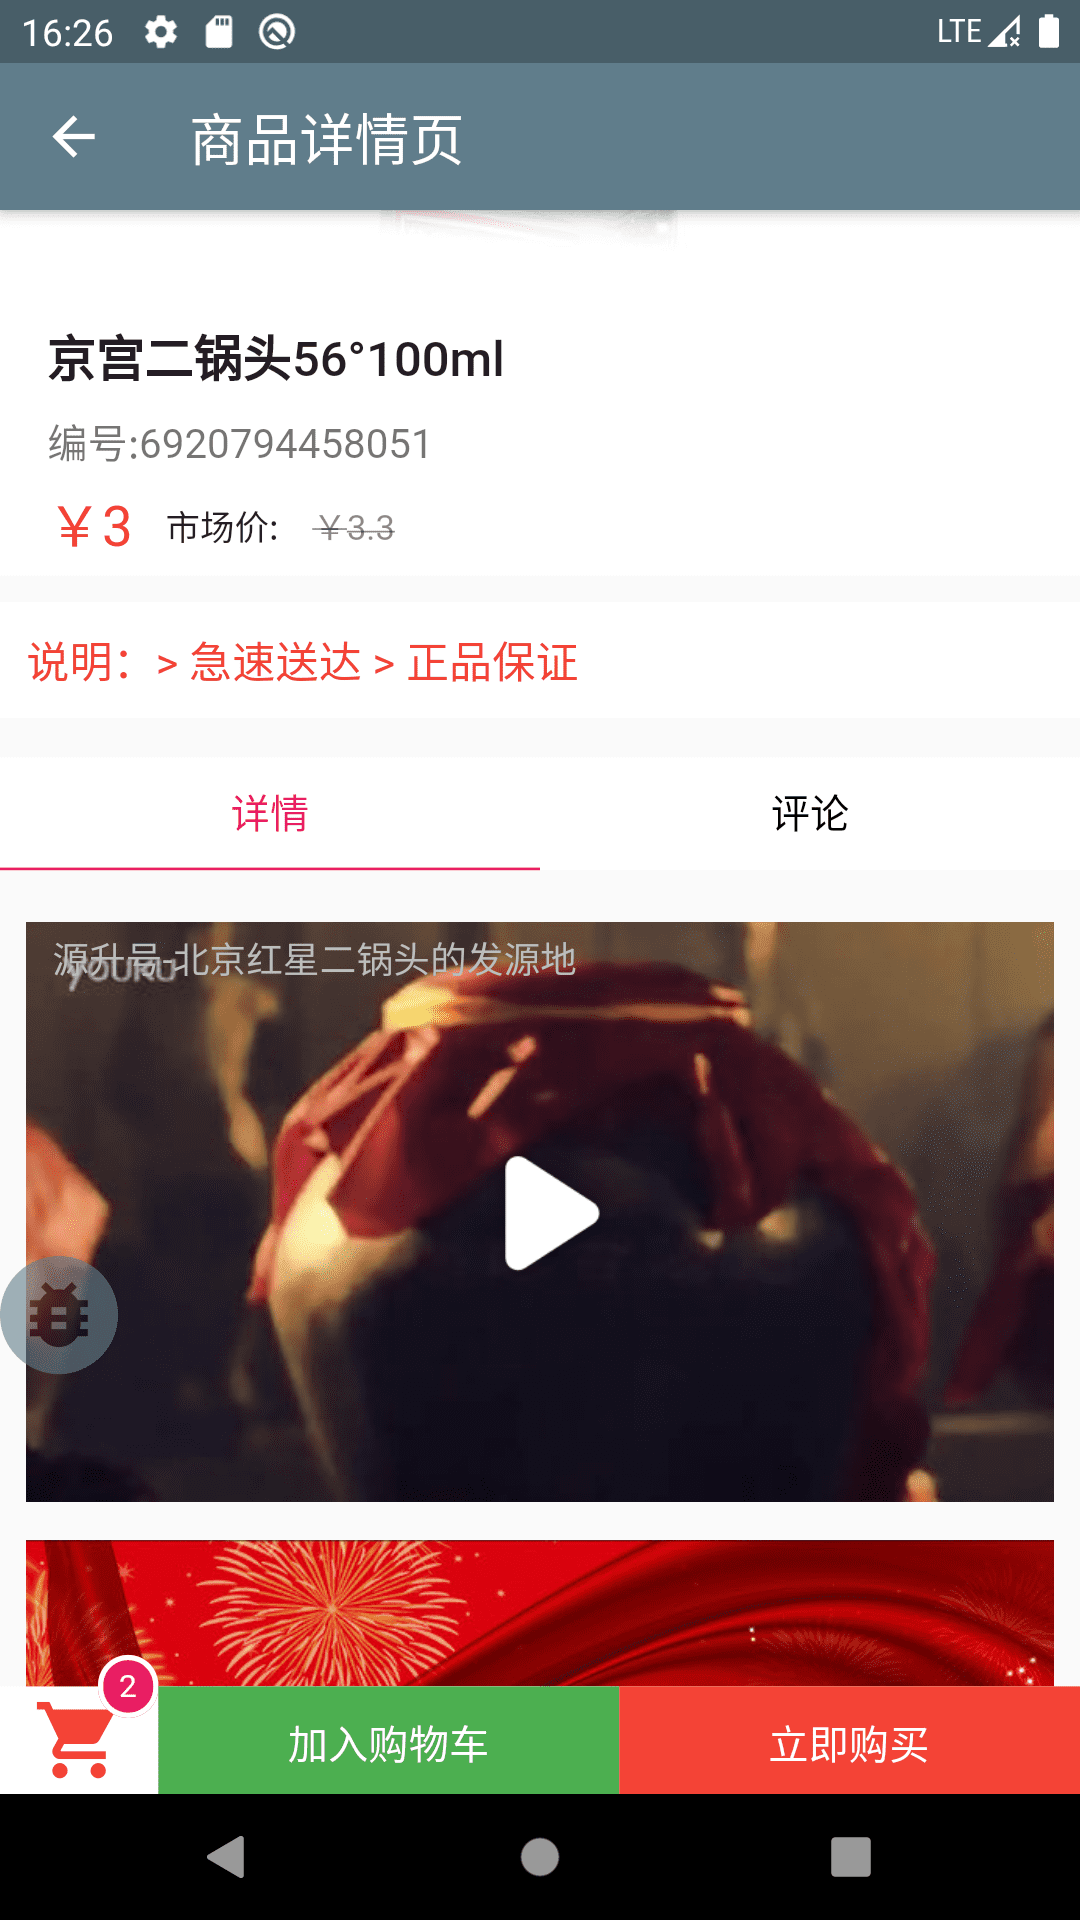 16:26
LTE
商品详情页
京宫二锅头56°100ml
编号:6920794458051
￥3 市场价: ￥3.3
说明：> 急速送达 > 正品保证
详情 评论
源升号-北京红星二锅头的发源地
YOUKU
2
加入购物车 立即购买